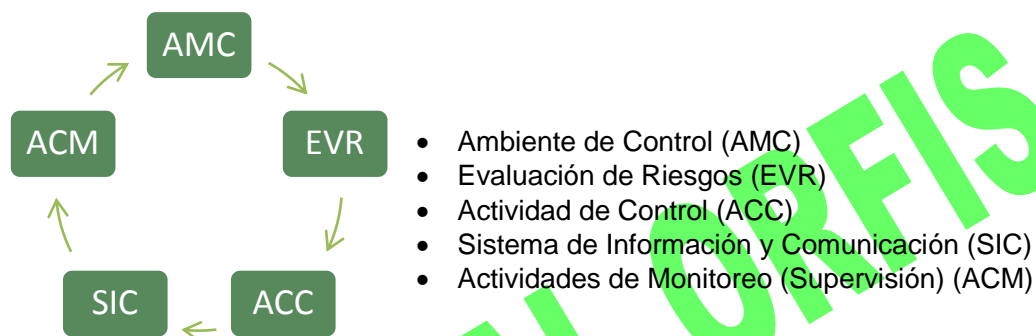 AMC
ACM
EVR
SIC
ACC
• Ambiente de Control (AMC)
• Evaluación de Riesgos (EVR)
• Actividad de Control (ACC)
• Sistema de Información y Comunicación (SIC)
• Actividades de Monitoreo (Supervisión) (ACM)
ORFIS